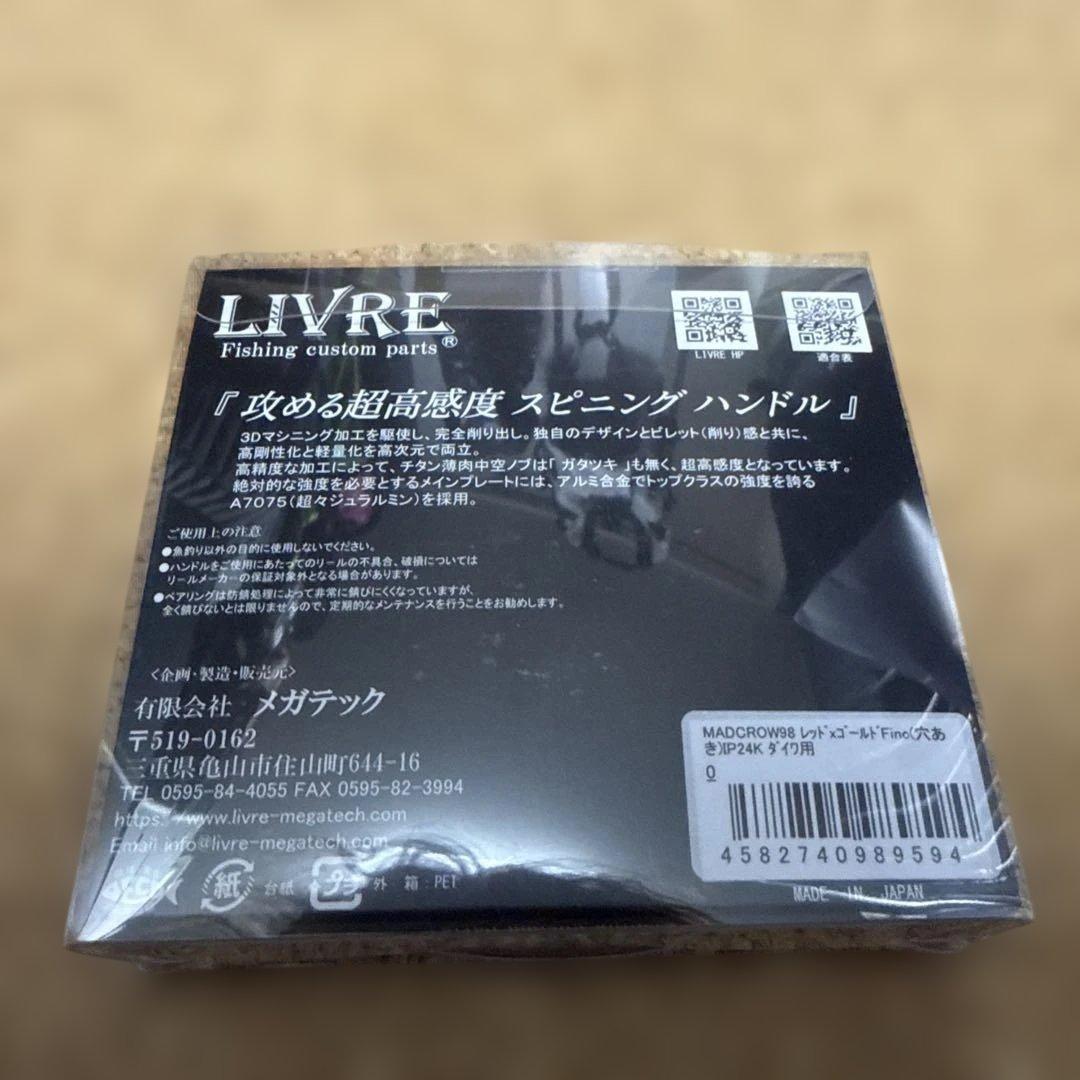 LIVRE
Fishing custom parts®
LIVRE HP
適合表
『 攻める超高感度 スピニング ハンドル 』
3Dマシニング加工を駆使し、完全削り出し。独自のデザインとビレット(削り)感と共に、
高剛性化と軽量化を高次元で両立。
高精度な加工によって、チタン薄肉中空ノブは「 ガタツキ 」も無く、超高感度となっています。
絶対的な強度を必要とするメインプレートには、アルミ合金でトップクラスの強度を誇る
A7075(超々ジュラルミン)を採用。
ご使用上の注意
●魚釣り以外の目的に使用しないでください。
●ハンドルをご使用にあたってのリールの不具合、破損については
リールメーカーの保証対象外となる場合があります。
●ベアリングは防錆処理によって非常に錆びにくくなっていますが、
全く錆びないとは限りませんので、定期的なメンテナンスを行うことをお勧めします。
<企画・製造・販売元>
有限会社 メガテック
〒519-0162
三重県亀山市住山町644-16
TEL 0595-84-4055 FAX 0595-82-3994
https://www.livre-megatech.com
Email info@livre-megatech.com
紙 台紙 プラ 外 箱:PET
MADCROW98 レッドxゴールドFino(穴あ
き)IP24K ダイワ用
0
4582740989594
MADE IN JAPAN